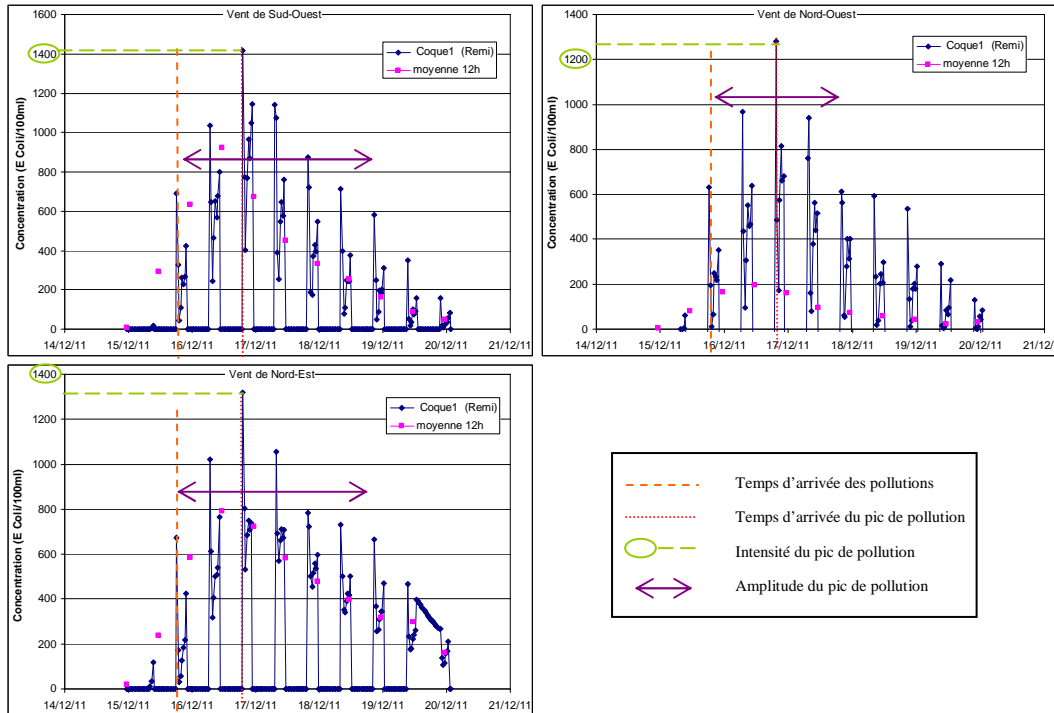 Vent de Sud-Ouest
Concentration (E Coli/100ml)
1600
1400
1200
1000
800
600
400
200
0
Coque1 (Remi)
moyenne 12h
14/12/11 15/12/11 16/12/11 17/12/11 18/12/11 19/12/11 20/12/11 21/12/11
Vent de Nord-Ouest
Concentration (E Coli/100ml)
1400
1200
1000
800
600
400
200
0
Coque1 (Remi)
moyenne 12h
14/12/11 15/12/11 16/12/11 17/12/11 18/12/11 19/12/11 20/12/11 21/12/11
Vent de Nord-Est
Concentration (E Coli/100ml)
1400
1200
1000
800
600
400
200
0
Coque1 (Remi)
moyenne 12h
14/12/11 15/12/11 16/12/11 17/12/11 18/12/11 19/12/11 20/12/11 21/12/11
Temps d'arrivée des pollutions
Temps d'arrivée du pic de pollution
Intensité du pic de pollution
Amplitude du pic de pollution